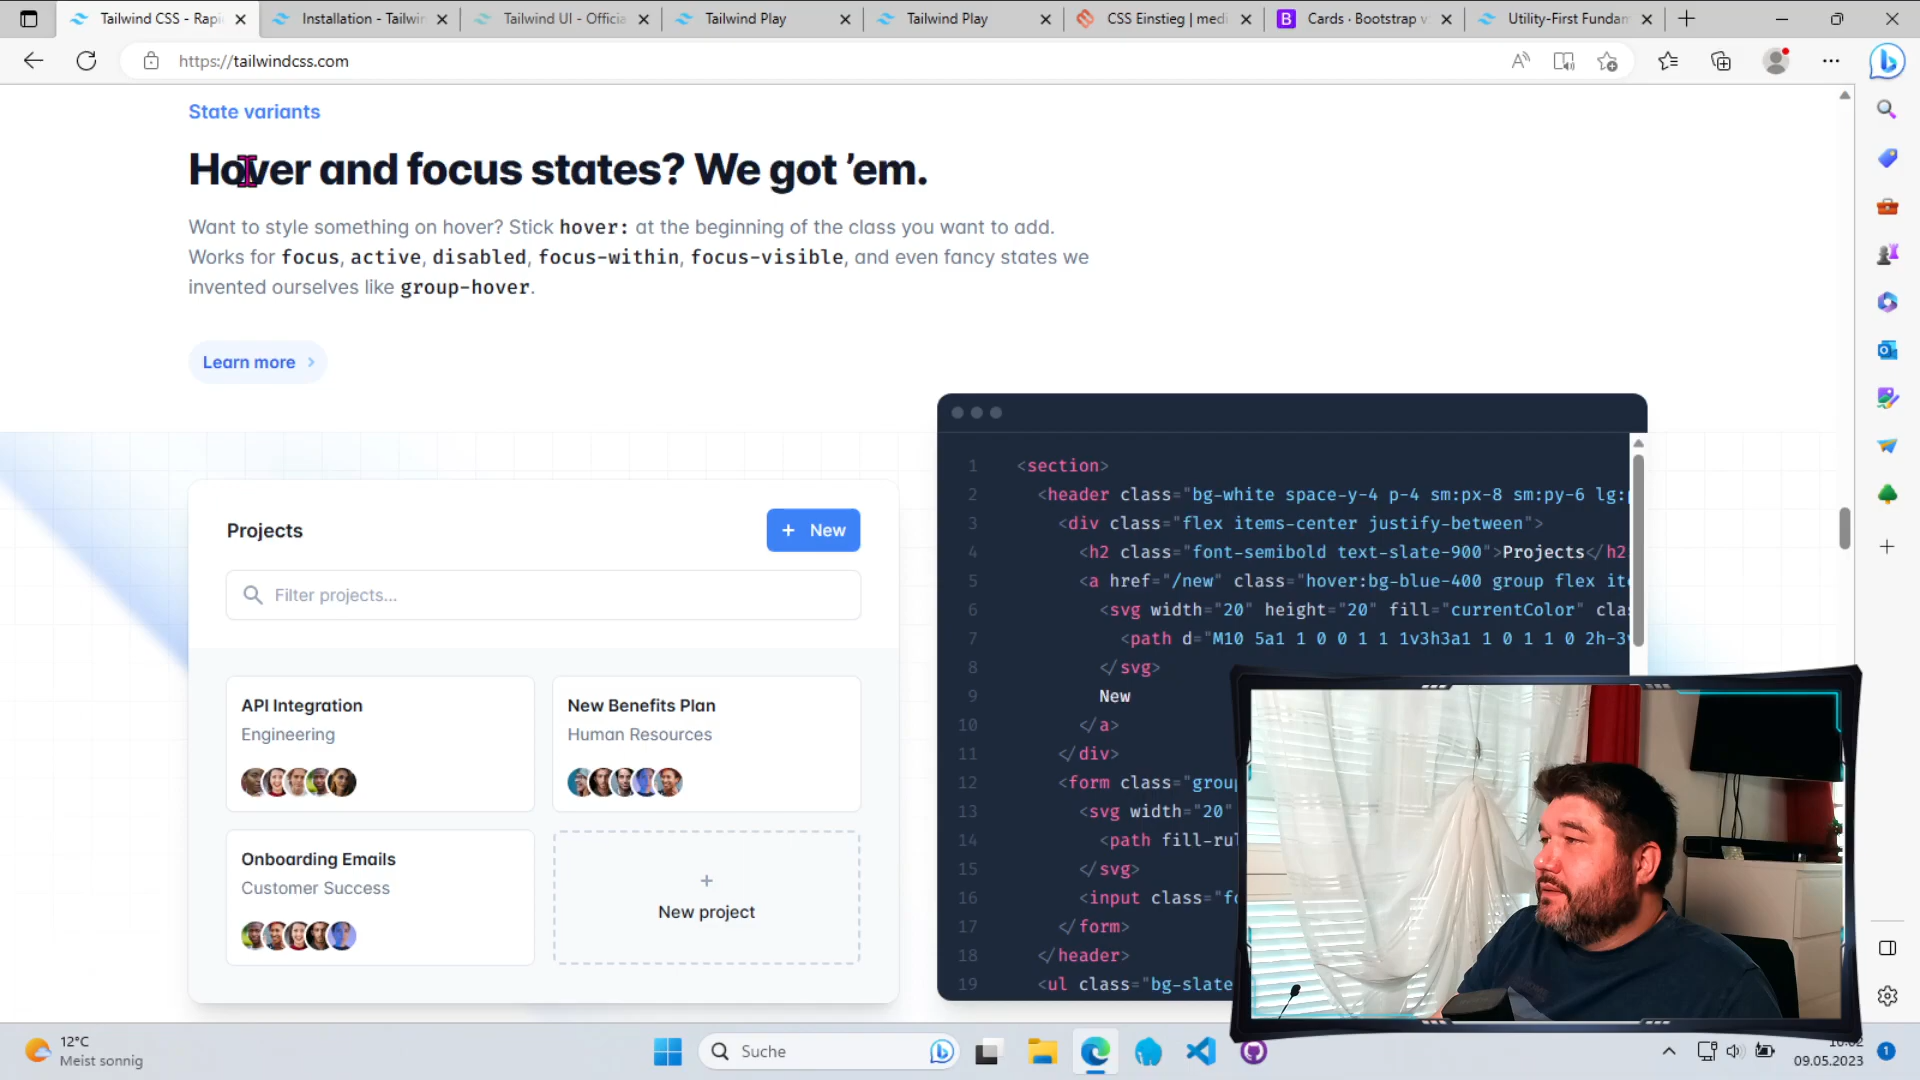 Tailwind CSS - Rapi
Installation - Tailwin
Tailwind UI - Officia
Tailwind Play
Tailwind Play
CSS Einstieg | medi
Cards · Bootstrap v
Utility-First Fundam
https://tailwindcss.com
State variants
Hover and focus states? We got ’em.
Want to style something on hover? Stick hover: at the beginning of the class you want to add.
Works for focus, active, disabled, focus-within, focus-visible, and even fancy states we
invented ourselves like group-hover.
Learn more
Projects
+ New
Filter projects...
API Integration
Engineering
New Benefits Plan
Human Resources
Onboarding Emails
Customer Success
+
New project
1 <section>
2 <header class="bg-white space-y-4 p-4 sm:px-8 sm:py-6 lg:p
3 <div class="flex items-center justify-between">
4 <h2 class="font-semibold text-slate-900">Projects</h2
5 <a href="/new" class="hover:bg-blue-400 group flex ite
6 <svg width="20" height="20" fill="currentColor" clas
7 <path d="M10 5a1 1 0 0 1 1 1v3h3a1 1 0 1 1 0 2h-3v
8 </svg>
9 New
10 </a>
11 </div>
12 <form class="group
13 <svg width="20"
14 <path fill-rul
15 </svg>
16 <input class="fo
17 </form>
18 </header>
19 <ul class="bg-slate
12°C
Meist sonnig
Suche
09.05.2023
1